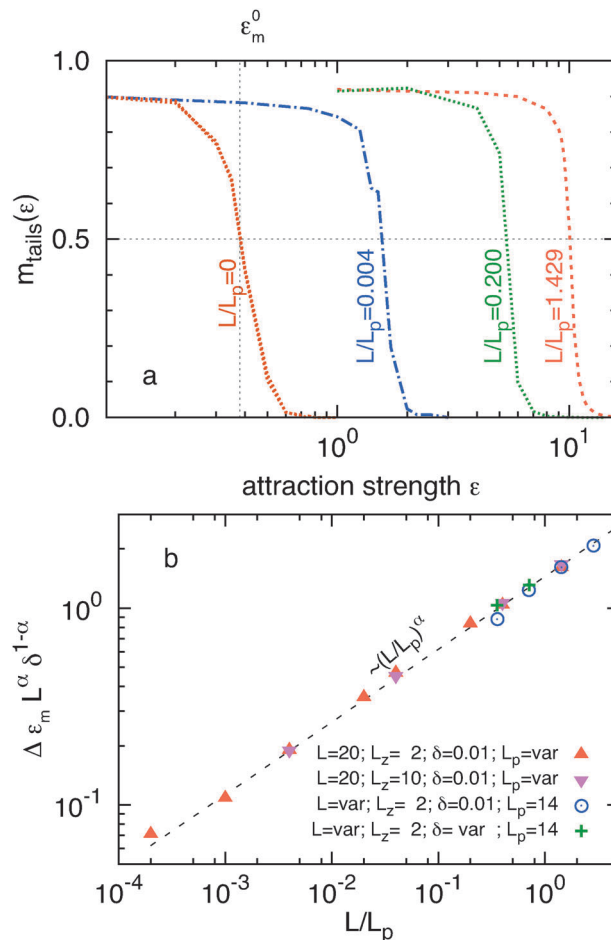 ε_m^0
1.0
0.5
0.0
m_tails(ε)
L/L_p=0
L/L_p=0.004
L/L_p=0.200
L/L_p=1.429
a
10^0
10^1
attraction strength ε
b
10^0
10^-1
Δ ε_m L^α δ^1-α
~(L/L_p)^α
L=20; L_z= 2; δ=0.01; L_p=var
L=20; L_z=10; δ=0.01; L_p=var
L=var; L_z= 2; δ=0.01; L_p=14
L=var; L_z= 2; δ= var ; L_p=14
10^-4
10^-3
10^-2
10^-1
10^0
L/L_p